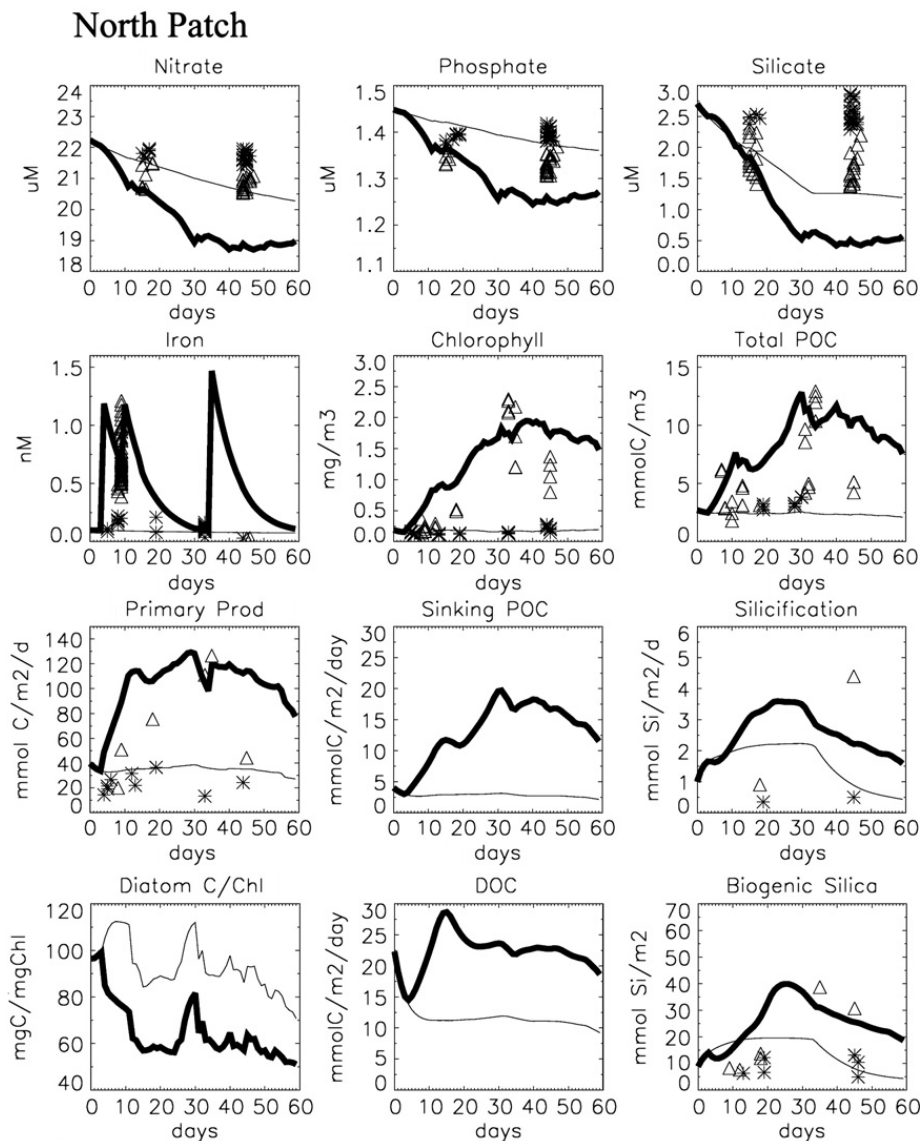 North Patch
Nitrate
24
23
22
21
20
19
18
uM
0 10 20 30 40 50 60
days
Phosphate
1.5
1.4
1.3
1.2
1.1
uM
0 10 20 30 40 50 60
days
Silicate
3.0
2.5
2.0
1.5
1.0
0.5
0.0
uM
0 10 20 30 40 50 60
days
Iron
1.5
1.0
0.5
0.0
nM
0 10 20 30 40 50 60
days
Chlorophyll
3.0
2.5
2.0
1.5
1.0
0.5
0.0
mg/m3
0 10 20 30 40 50 60
days
Total POC
15
10
5
0
mmolC/m3
0 10 20 30 40 50 60
days
Primary Prod
140
120
100
80
60
40
20
0
mmol C/m2/d
0 10 20 30 40 50 60
days
Sinking POC
30
25
20
15
10
5
0
mmolC/m2/day
0 10 20 30 40 50 60
days
Silicification
6
5
4
3
2
1
0
mmol Si/m2/d
0 10 20 30 40 50 60
days
Diatom C/Chl
120
100
80
60
40
mgC/mgChl
0 10 20 30 40 50 60
days
DOC
30
25
20
15
10
5
0
mmolC/m2/day
0 10 20 30 40 50 60
days
Biogenic Silica
70
60
50
40
30
20
10
0
mmol Si/m2
0 10 20 30 40 50 60
days